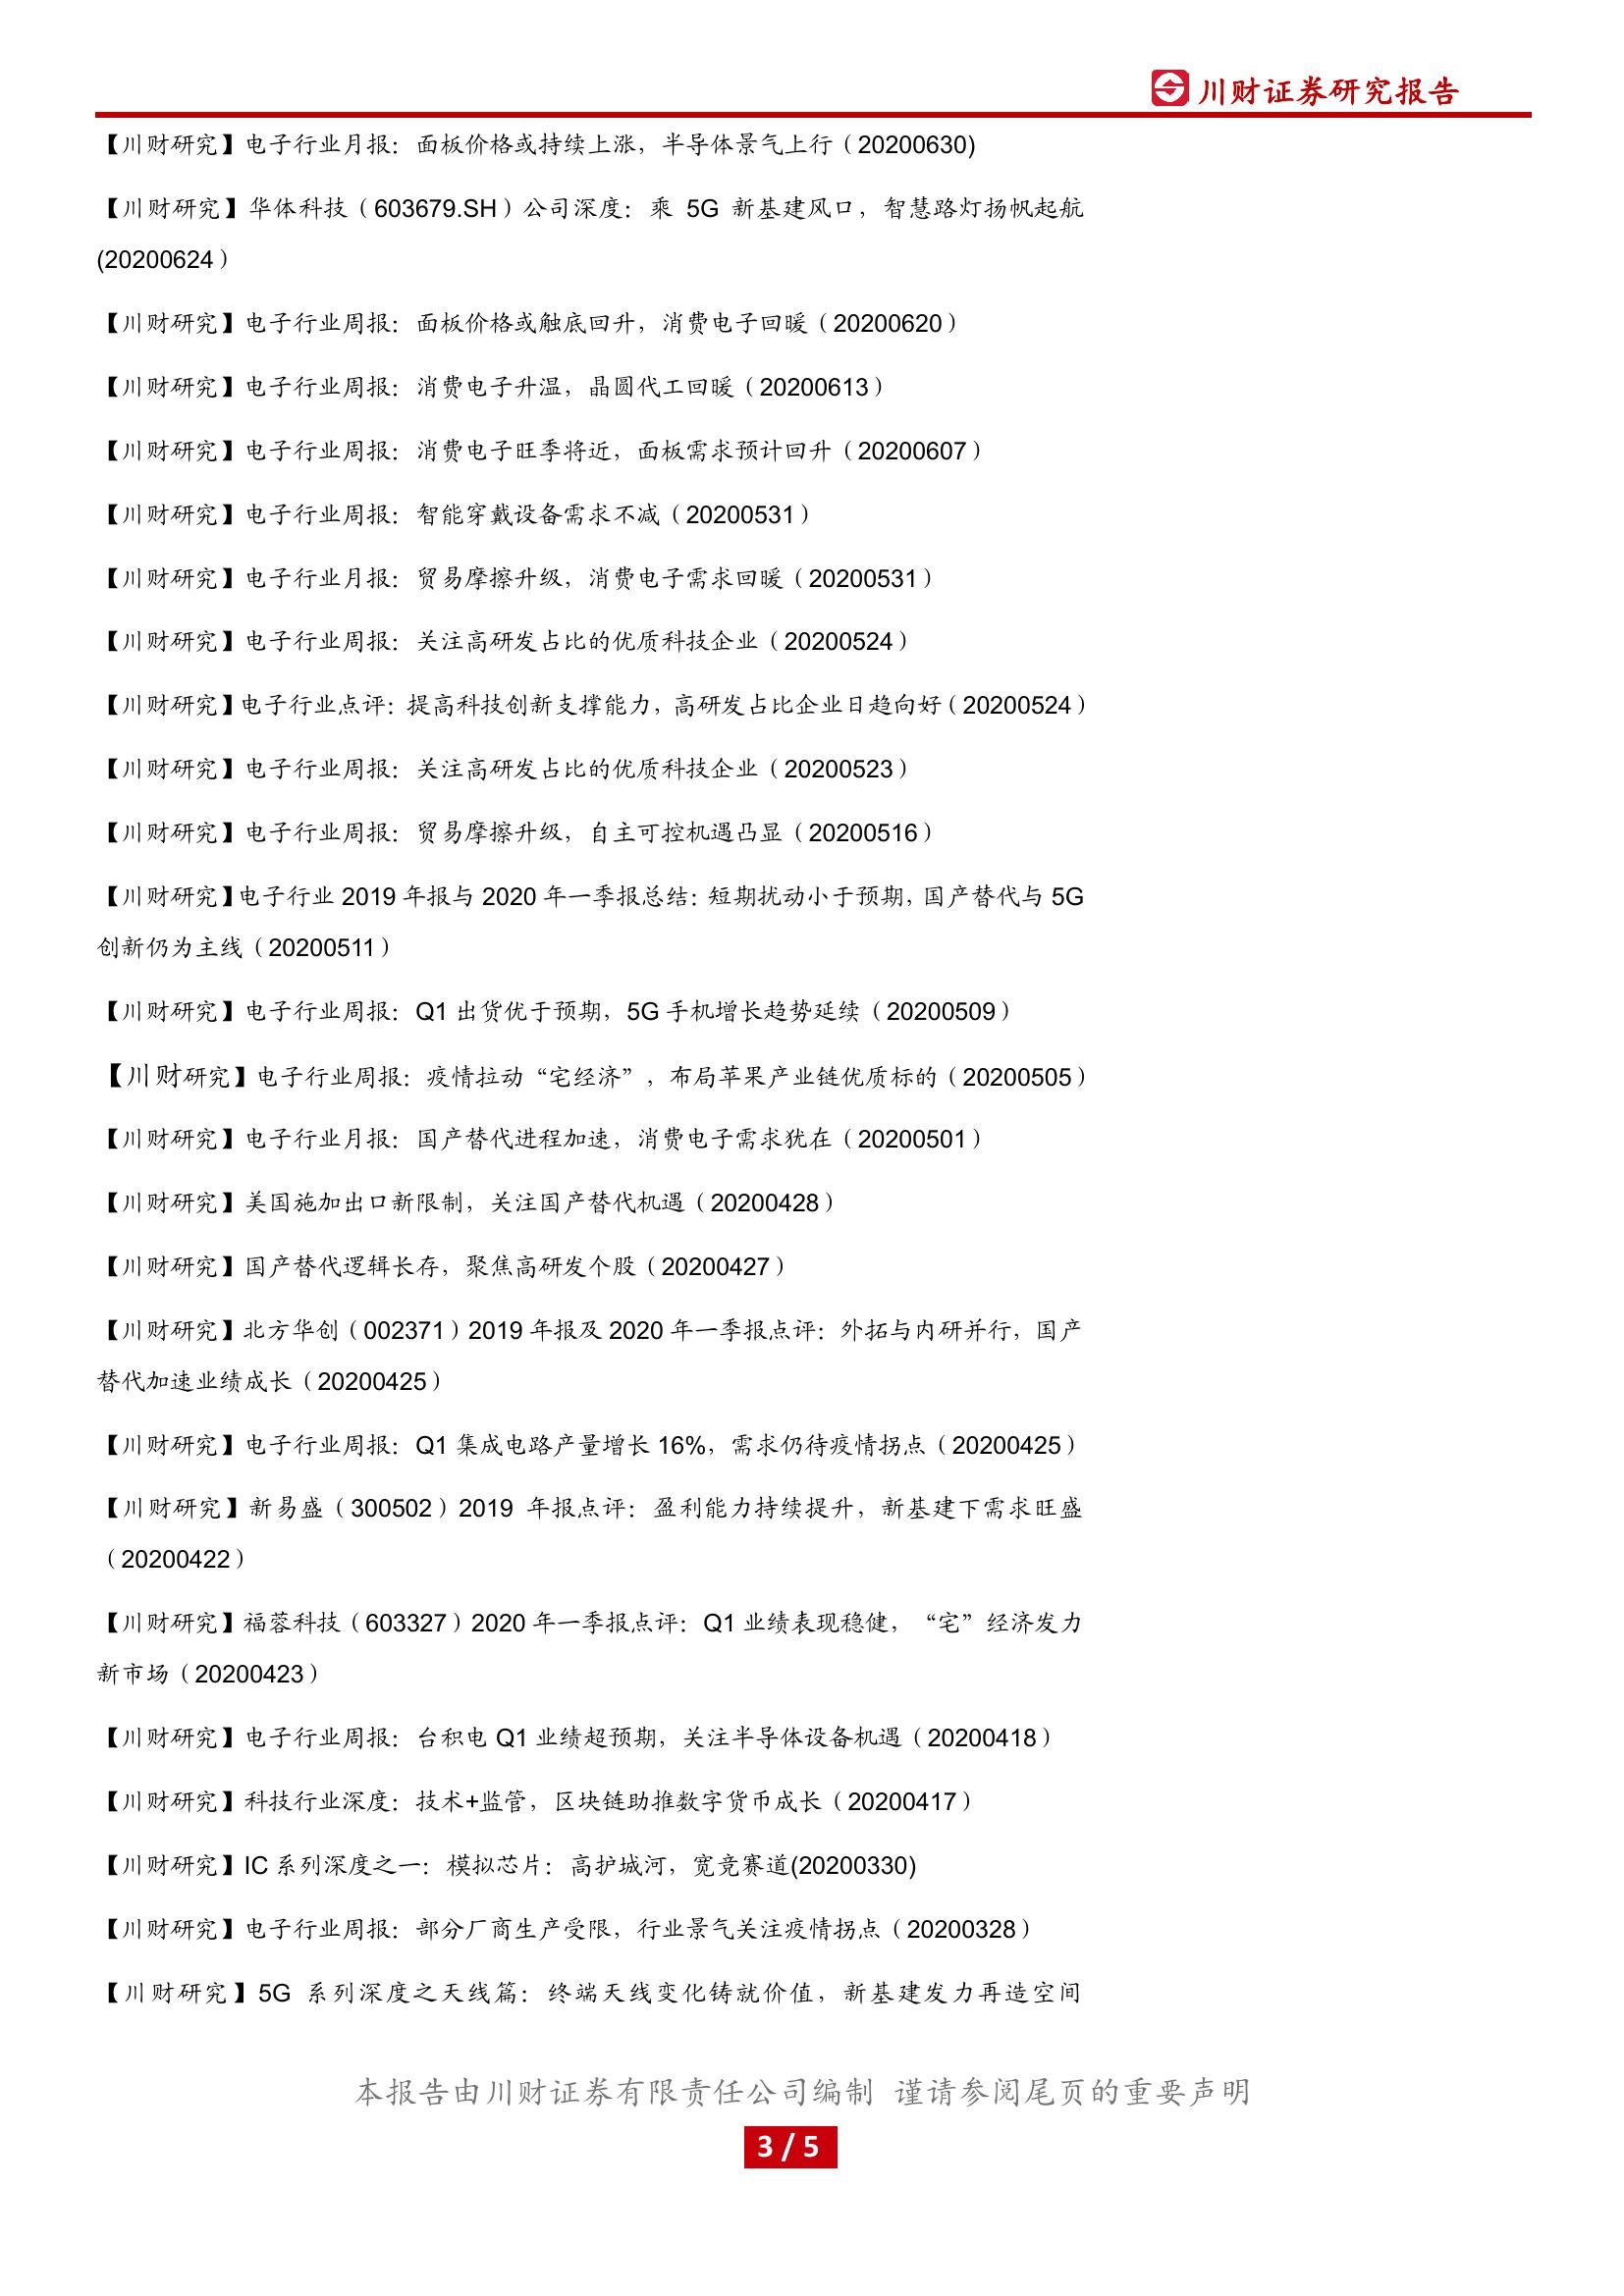 川财证券研究报告
【川财研究】电子行业月报：面板价格或持续上涨，半导体景气上行（20200630)
【川财研究】华体科技（603679.SH）公司深度：乘 5G 新基建风口，智慧路灯扬帆起航
(20200624）
【川财研究】电子行业周报：面板价格或触底回升，消费电子回暖（20200620）
【川财研究】电子行业周报：消费电子升温，晶圆代工回暖（20200613）
【川财研究】电子行业周报：消费电子旺季将近，面板需求预计回升（20200607）
【川财研究】电子行业周报：智能穿戴设备需求不减（20200531）
【川财研究】电子行业月报：贸易摩擦升级，消费电子需求回暖（20200531）
【川财研究】电子行业周报：关注高研发占比的优质科技企业（20200524）
【川财研究】电子行业点评：提高科技创新支撑能力，高研发占比企业日趋向好（20200524）
【川财研究】电子行业周报：关注高研发占比的优质科技企业（20200523）
【川财研究】电子行业周报：贸易摩擦升级，自主可控机遇凸显（20200516）
【川财研究】电子行业 2019 年报与 2020 年一季报总结：短期扰动小于预期，国产替代与 5G
创新仍为主线（20200511）
【川财研究】电子行业周报：Q1 出货优于预期，5G 手机增长趋势延续（20200509）
【川财研究】电子行业周报：疫情拉动“宅经济”，布局苹果产业链优质标的（20200505）
【川财研究】电子行业月报：国产替代进程加速，消费电子需求犹在（20200501）
【川财研究】美国施加出口新限制，关注国产替代机遇（20200428）
【川财研究】国产替代逻辑长存，聚焦高研发个股（20200427）
【川财研究】北方华创（002371）2019 年报及 2020 年一季报点评：外拓与内研并行，国产
替代加速业绩成长（20200425）
【川财研究】电子行业周报：Q1 集成电路产量增长 16%，需求仍待疫情拐点（20200425）
【川财研究】新易盛（300502）2019 年报点评：盈利能力持续提升，新基建下需求旺盛
（20200422）
【川财研究】福蓉科技（603327）2020 年一季报点评：Q1 业绩表现稳健，“宅”经济发力
新市场（20200423）
【川财研究】电子行业周报：台积电 Q1 业绩超预期，关注半导体设备机遇（20200418）
【川财研究】科技行业深度：技术+监管，区块链助推数字货币成长（20200417）
【川财研究】IC 系列深度之一：模拟芯片：高护城河，宽竞赛道(20200330)
【川财研究】电子行业周报：部分厂商生产受限，行业景气关注疫情拐点（20200328）
【川财研究】5G 系列深度之天线篇：终端天线变化铸就价值，新基建发力再造空间
本报告由川财证券有限责任公司编制 谨请参阅尾页的重要声明
3 / 5